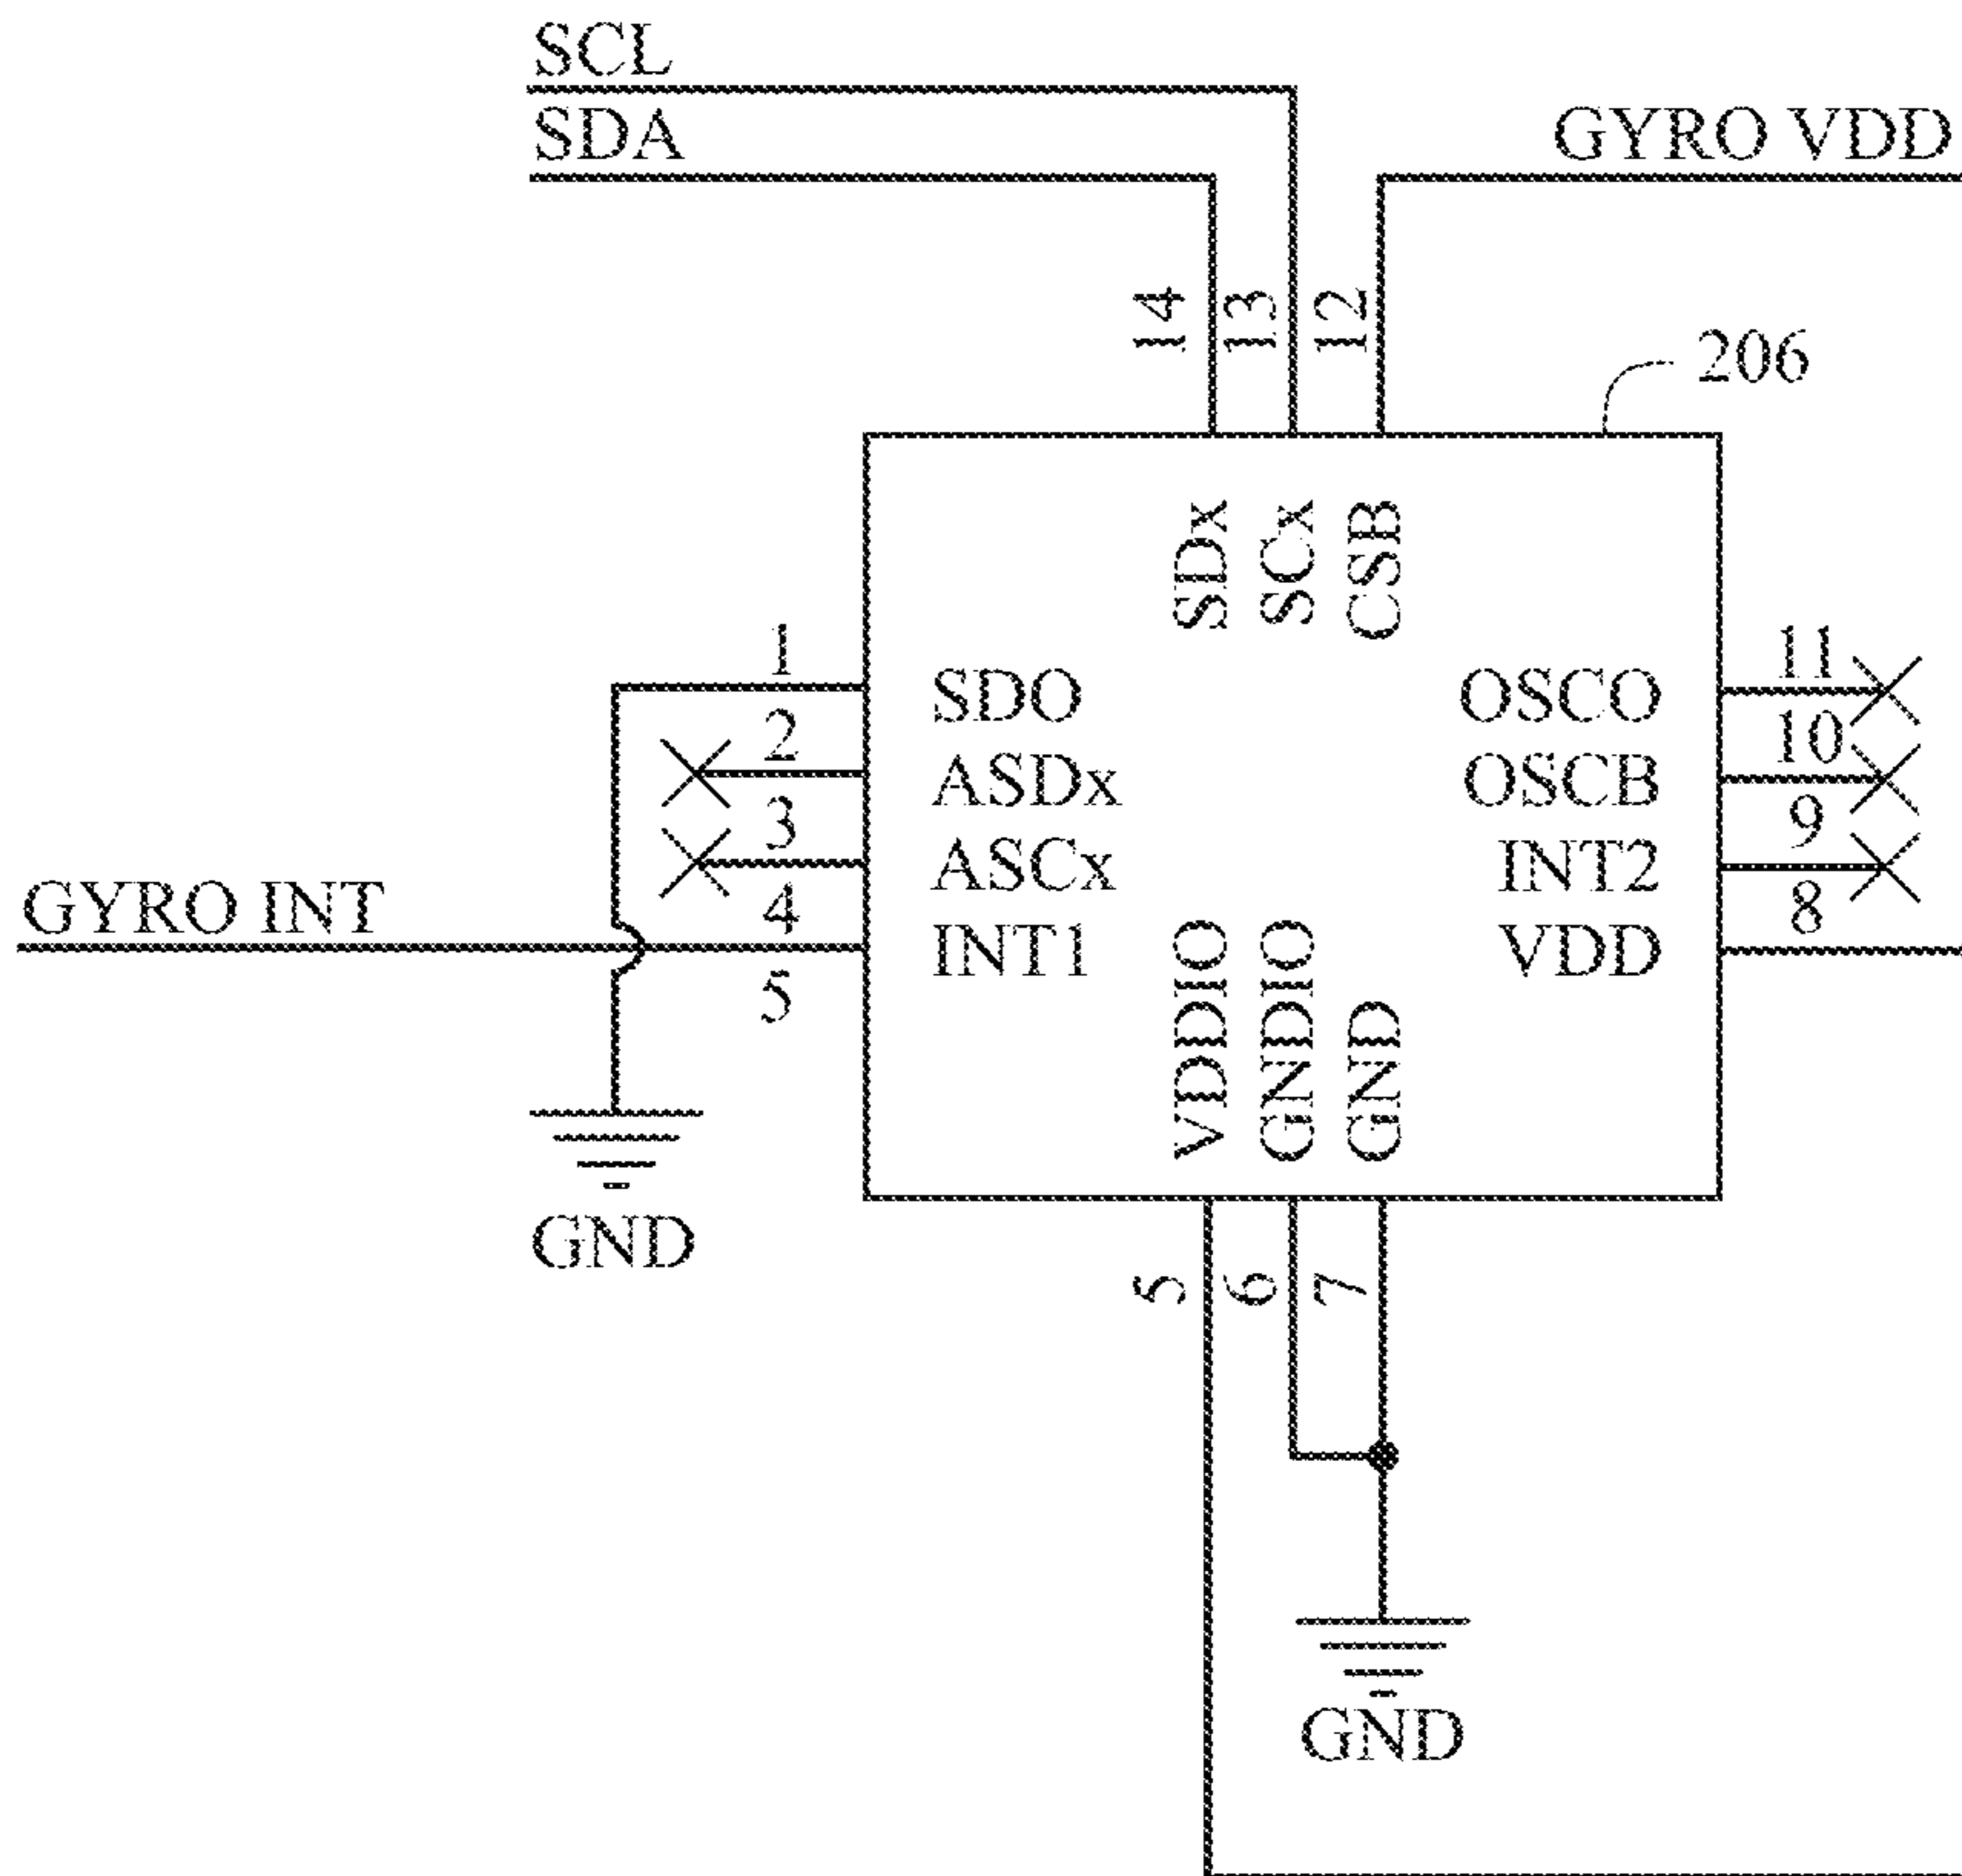 SCL
SDA
GYRO VDD
14
13
12
206
SDx
SCx
CSB
1
SDO
OSCO
11
2
ASDx
OSCB
10
3
ASCx
INT2
9
GYRO INT
4
INT1
VDD
8
5
VDDIO
GNDIO
GND
GND
5
6
7
GND